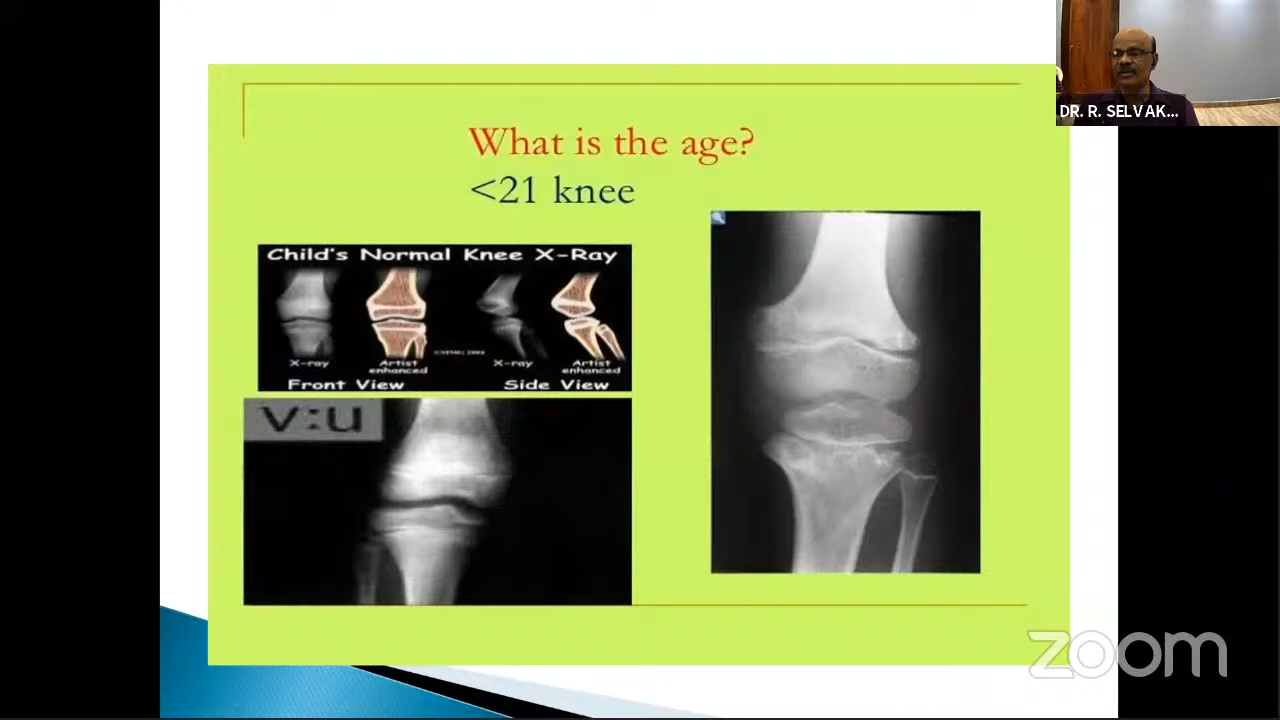 DR. R. SELVAK...
What is the age?
<21 knee
Child's Normal Knee X-Ray
X-ray
Artist
enhanced
X-ray
Artist
enhanced
Front View
Side View
v:u
zoom